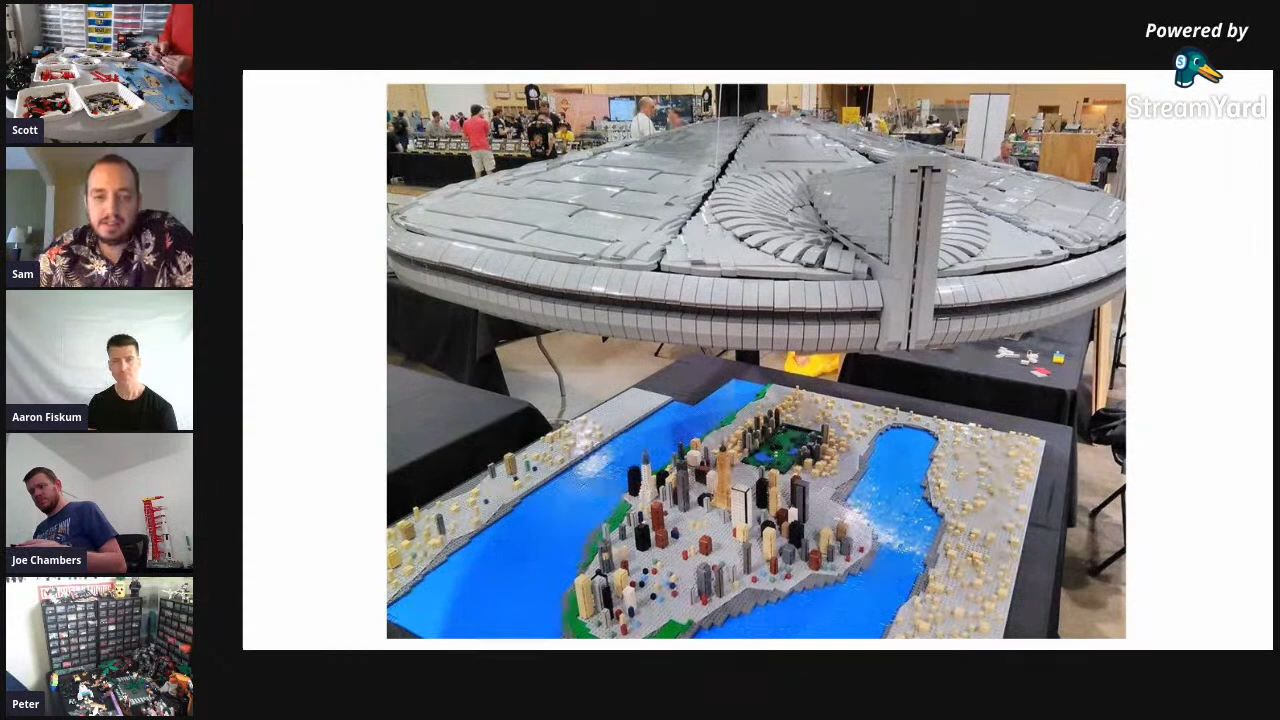 Powered by
StreamYard
Scott
Sam
Aaron Fiskum
Joe Chambers
Peter